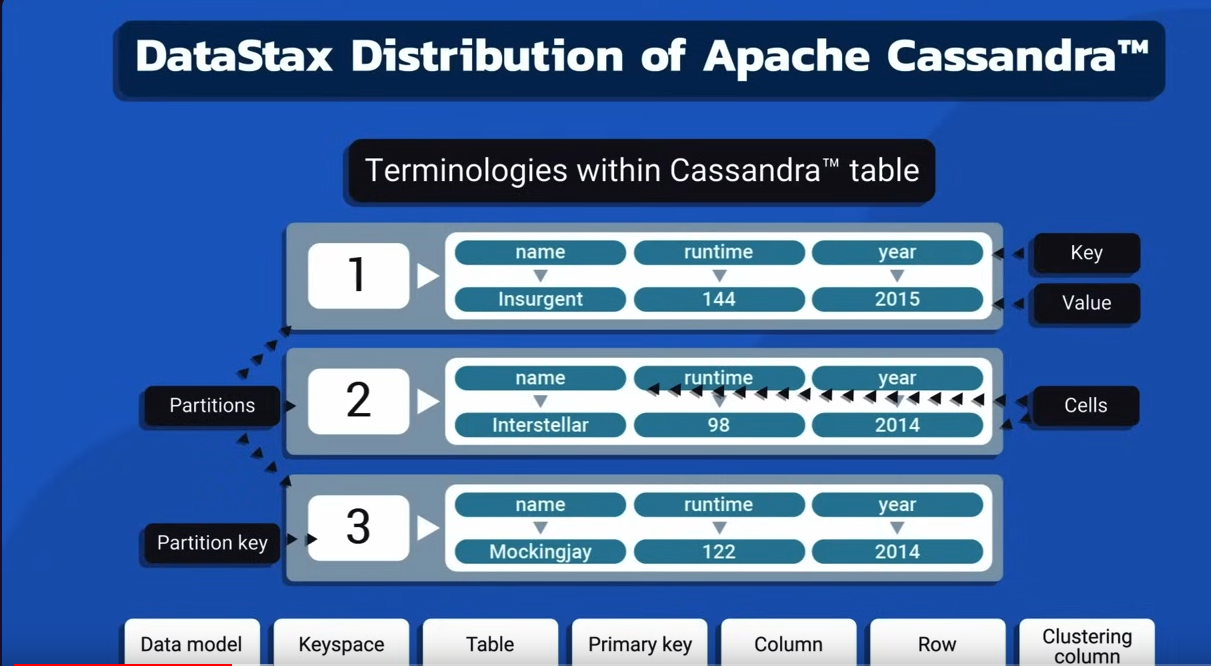 DataStax Distribution of Apache Cassandra™
Terminologies within Cassandra™ table
1
name runtime year
Insurgent 144 2015
Key
Value
2
name runtime year
Interstellar 98 2014
Partitions
Cells
3
name runtime year
Mockingjay 122 2014
Partition key
Data model Keyspace Table Primary key Column Row Clustering
column